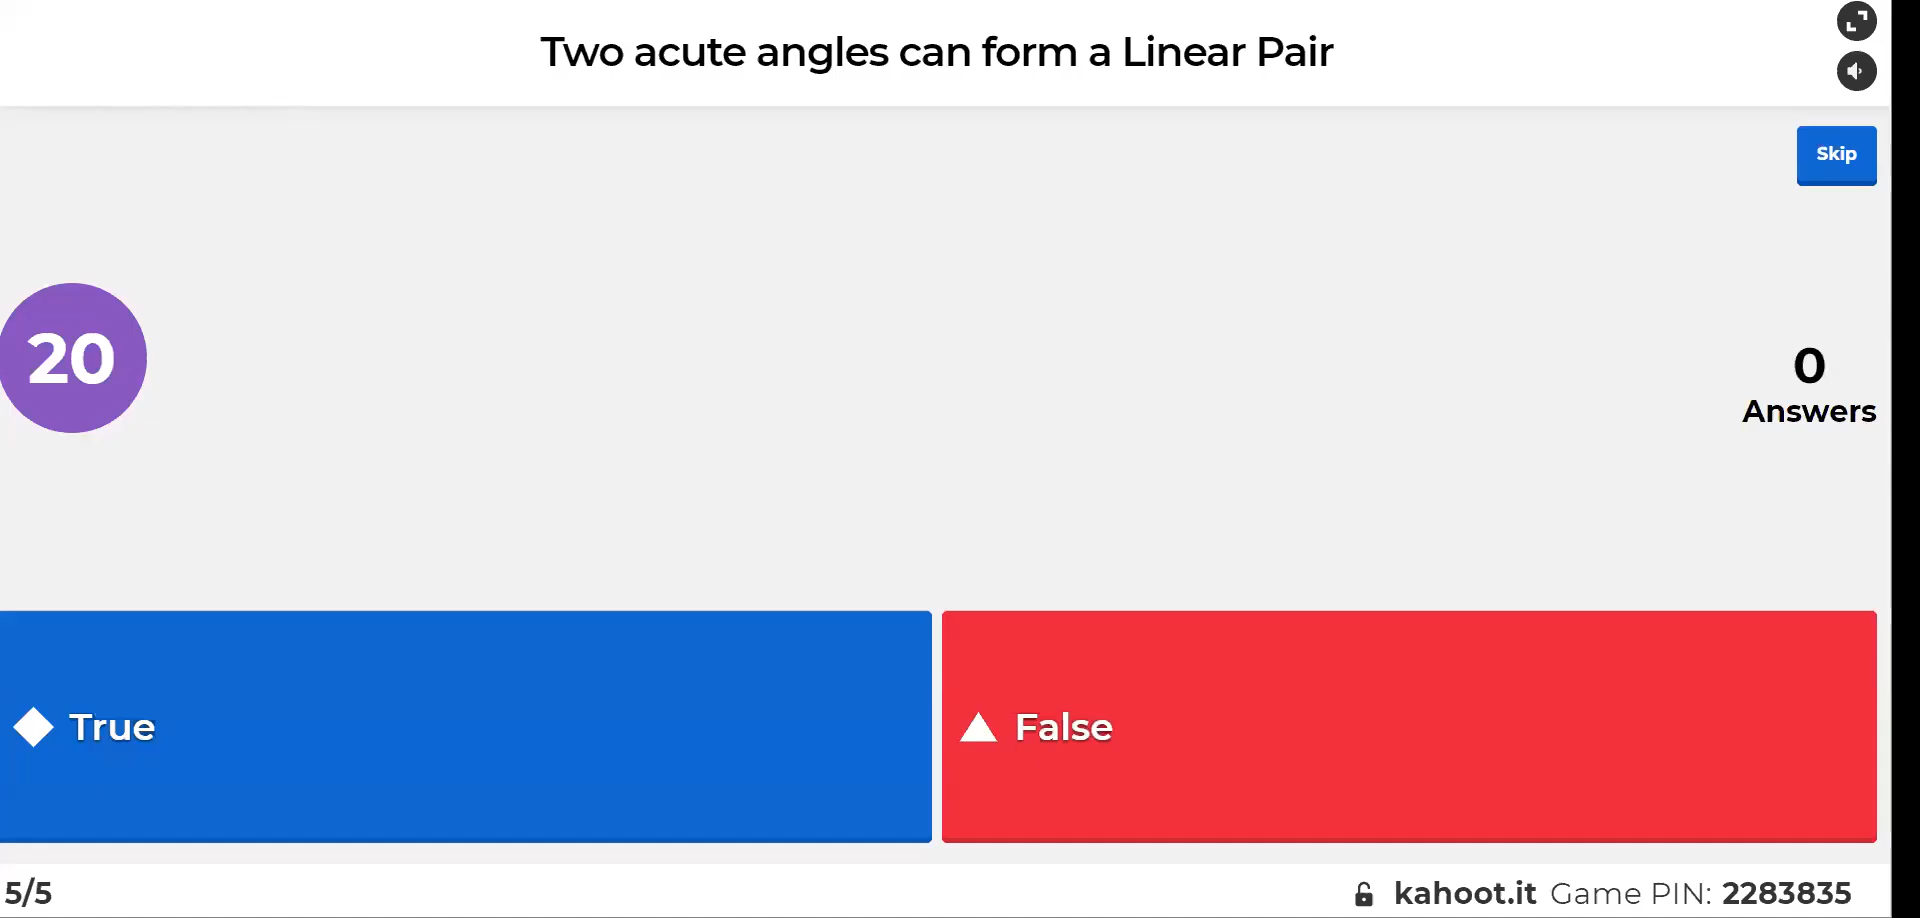 Two acute angles can form a Linear Pair
Skip
20
0
Answers
True
False
5/5
kahoot.it Game PIN: 2283835